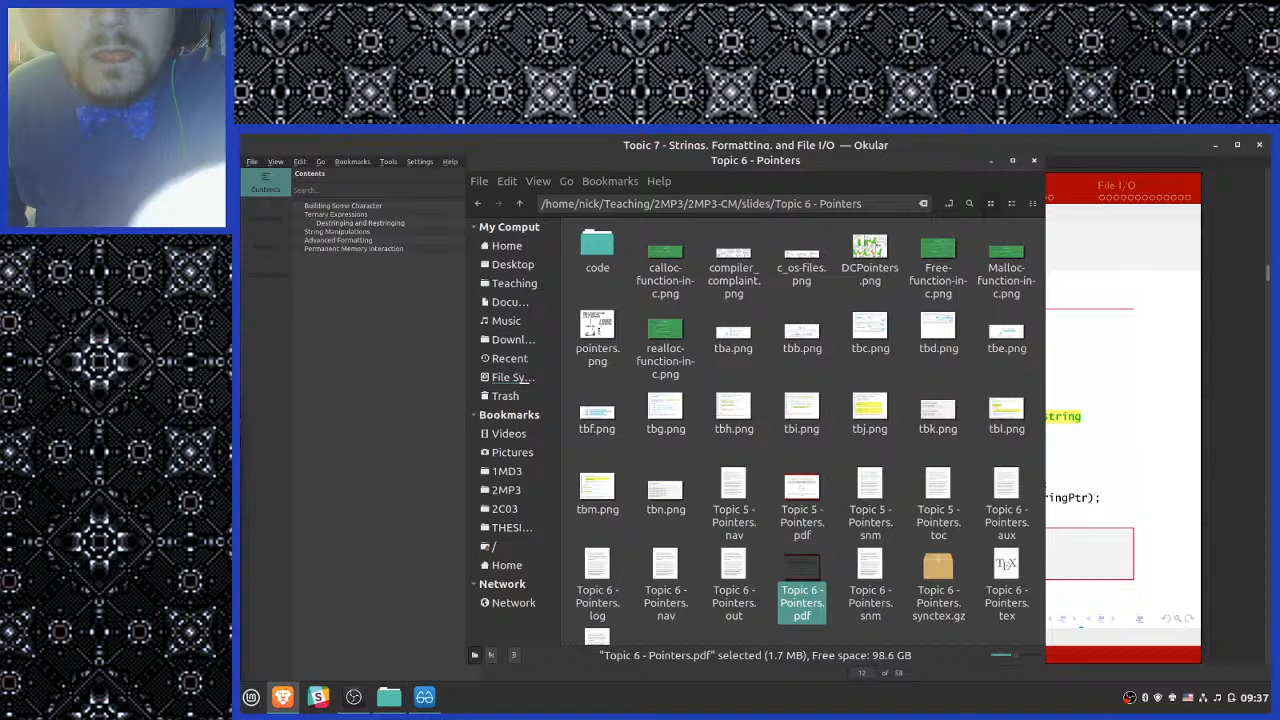 Topic 7 - Strings, Formatting, and File I/O — Okular
Topic 6 - Pointers
File View Edit Go Bookmarks Tools Settings Help
Contents
Contents
Search...
Building Some Character
Ternary Expressions
Destringing and Restringing
String Manipulations
Advanced Formatting
Permanent Memory Interaction
File Edit View Go Bookmarks Help
/home/nick/Teaching/2MP3/2MP3-CM/slides/Topic 6 - Pointers
My Comput
Home
Desktop
Teaching
Docu...
Music
Downl...
Recent
File Sy...
Trash
Bookmarks
Videos
Pictures
1MD3
2MP3
2C03
THESI...
/
Home
Network
Network
code
calloc-function-in-c.png
compiler_complaint.png
c_os-files.png
DCPointers.png
Free-function-in-c.png
Malloc-function-in-c.png
pointers.png
realloc-function-in-c.png
tba.png
tbb.png
tbc.png
tbd.png
tbe.png
tbf.png
tbg.png
tbh.png
tbi.png
tbj.png
tbk.png
tbl.png
tbm.png
tbn.png
Topic 5 - Pointers.nav
Topic 5 - Pointers.pdf
Topic 5 - Pointers.snm
Topic 5 - Pointers.toc
Topic 6 - Pointers.aux
Topic 6 - Pointers.log
Topic 6 - Pointers.nav
Topic 6 - Pointers.out
Topic 6 - Pointers.pdf
Topic 6 - Pointers.snm
Topic 6 - Pointers.synctex.gz
Topic 6 - Pointers.tex
"Topic 6 - Pointers.pdf" selected (1.7 MB), Free space: 98.6 GB
File I/O
string
ringPtr);
12 of 58
09:37